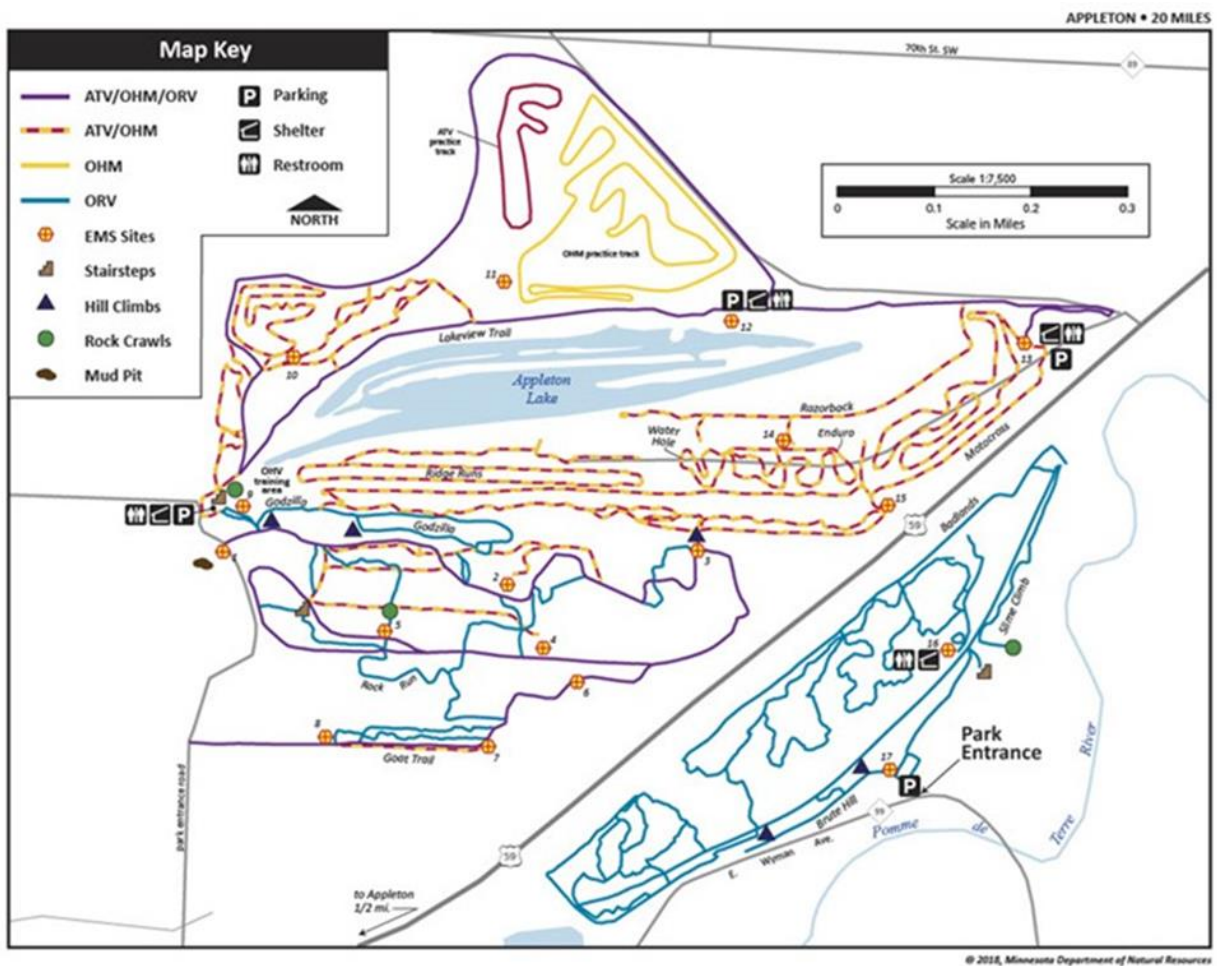 APPLETON • 20 MILES
Map Key
ATV/OHM/ORV
ATV/OHM
OHM
ORV
EMS Sites
Stairsteps
Hill Climbs
Rock Crawls
Mud Pit
P Parking
Shelter
Restroom
NORTH
70th St. SW
Scale 1:7,500
0 0.1 0.2 0.3
Scale in Miles
ATV
practice
track
OHM practice track
11
P
12
Lakeview Trail
Appleton
Lake
10
13
P
Razorback
Water
Hole
14
Enduro
Motocross
Ridge Runs
OHV
training
area
9
Godzilla
Godzilla
P
15
59
Badlands
1
2
3
4
5
Rock Run
6
7
8
Goat Trail
Slime Climb
16
Park
Entrance
17
P
Brute Hill
E. Wyman Ave.
Pomme de Terre River
park entrance road
59
to Appleton
1/2 mi.
© 2018, Minnesota Department of Natural Resources